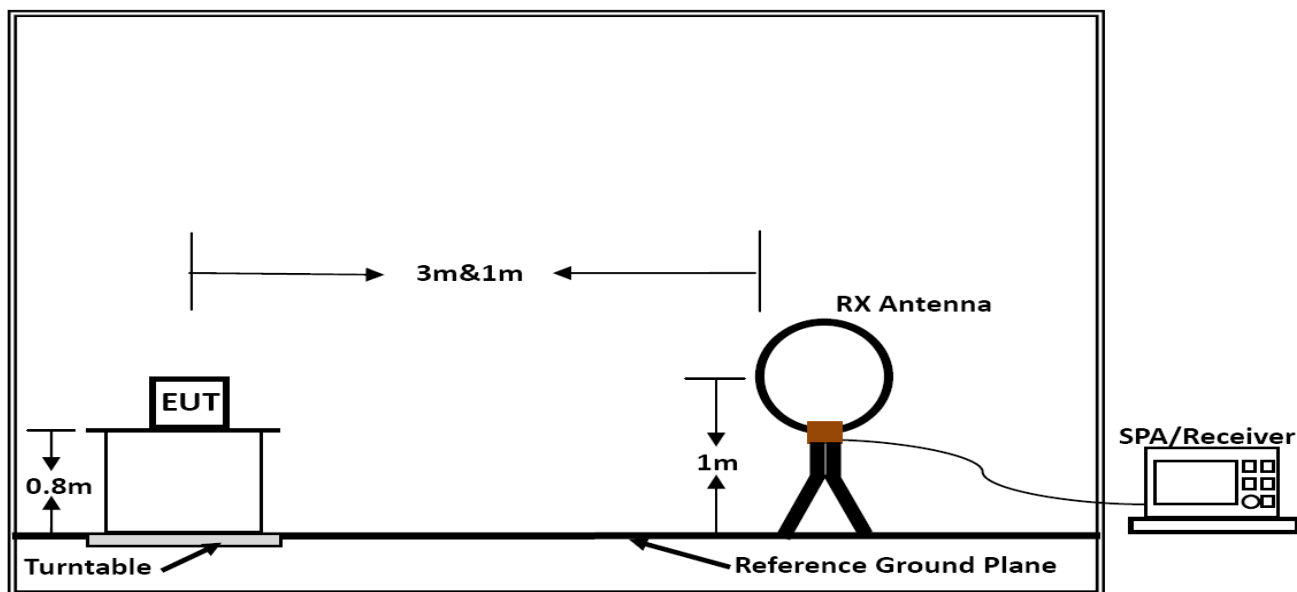 3m&1m
RX Antenna
EUT
SPA/Receiver
1m
0.8m
Turntable
Reference Ground Plane